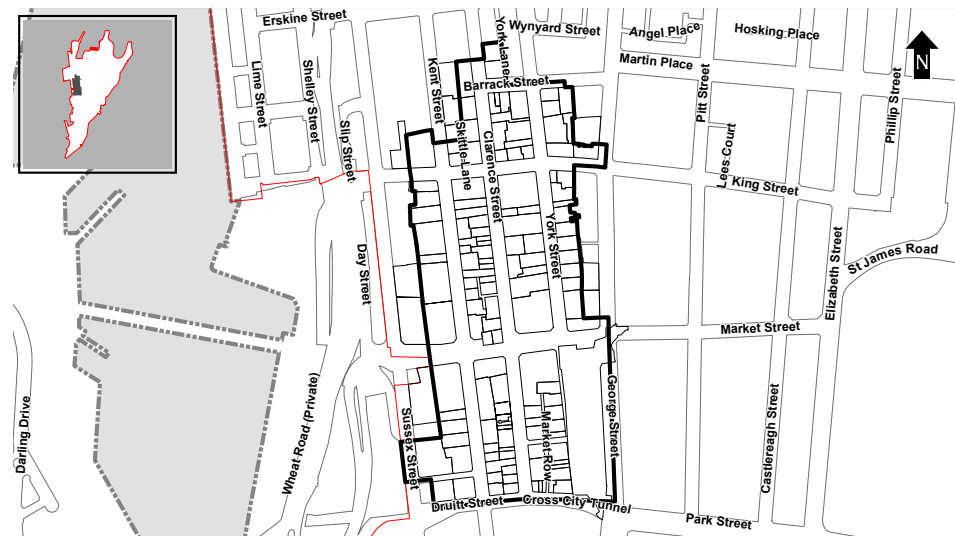 Erskine Street
York Lane
Wynyard Street
Angel Place
Hosking Place
Martin Place
N
Lime Street
Shelley Street
Kent Street
Barrack Street
Pitt Street
Phillip Street
Slip Street
Skittle Lane
Clarence Street
Lees Court
King Street
York Street
Day Street
Elizabeth Street
St James Road
Market Street
Darling Drive
Wheat Road (Private)
Sussex Street
Market Row
George Street
Castlereagh Street
Druitt Street
Cross City Tunnel
Park Street